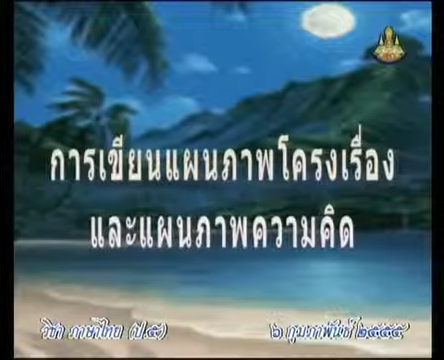 การเขียนแผนภาพโครงเรื่อง
และแผนภาพความคิด
วิชา ภาษาไทย (ป.๕)
๒ กุมภาพันธ์ ๒๕๕๕